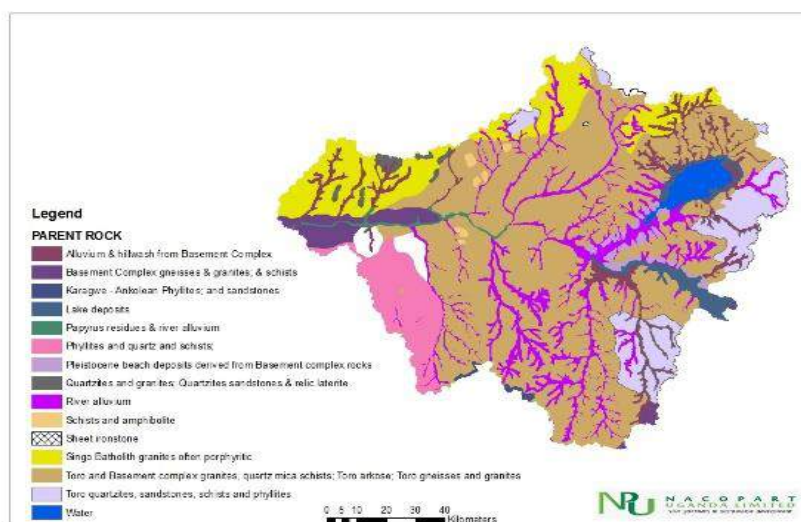 Legend
PARENT ROCK
Alluvium & hillwash from Basement Complex
Basement Complex gneisses & granites; & schists
Karagwe - Ankolean Phyllites; and sandstones
Lake deposits
Papyrus residues & river alluvium
Phyllites and quartz and schists;
Pleistocene beach deposits derived from Basement complex rocks
Quartzites and granites; Quartzites sandstones & relic laterite
River alluvium
Schists and amphibolite
Sheet ironstone
Singo Batholith granites often porphyritic
Toro and Basement complex granites, quartz mica schists; Toro arkose; Toro gneisses and granites
Toro quartzites, sandstones, schists and phyllites
Water
0 5 10 20 30 40
Kilometers
NPU NACOPART
UGANDA LIMITED